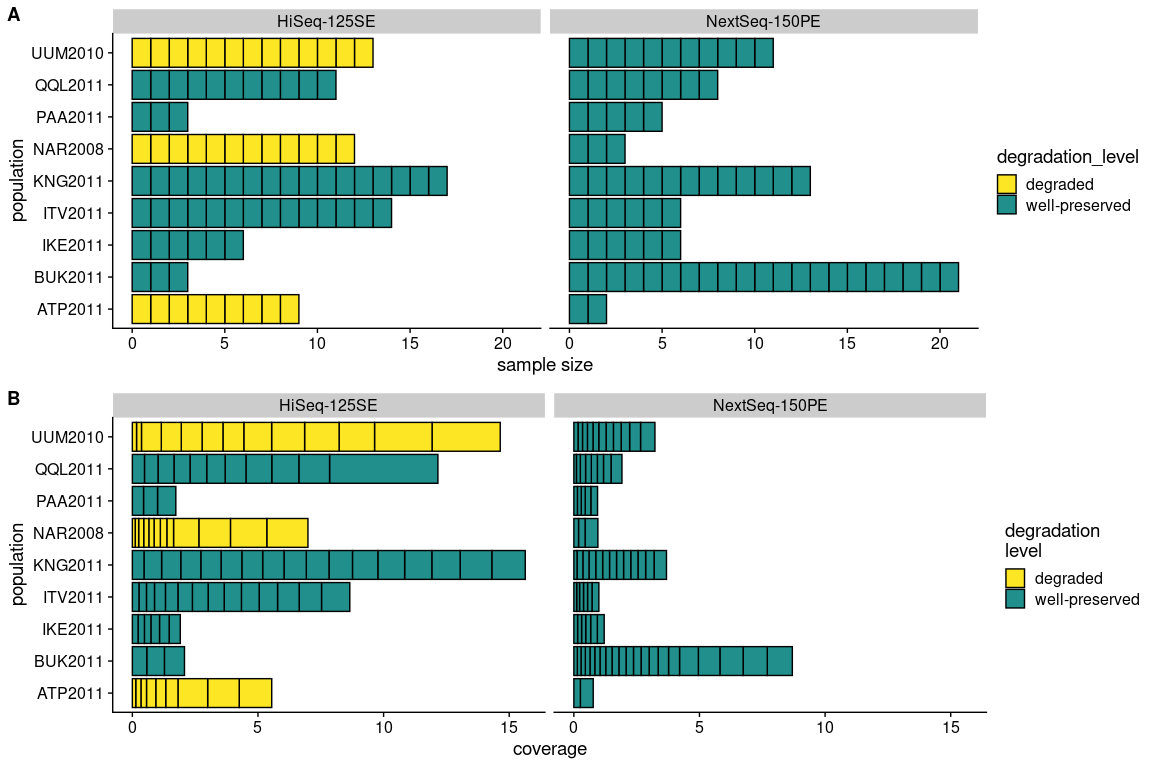 A
HiSeq-125SE
NextSeq-150PE
population
UUM2010
QQL2011
PAA2011
NAR2008
KNG2011
ITV2011
IKE2011
BUK2011
ATP2011
0 5 10 15 20
0 5 10 15 20
sample size
degradation_level
degraded
well-preserved
B
HiSeq-125SE
NextSeq-150PE
population
UUM2010
QQL2011
PAA2011
NAR2008
KNG2011
ITV2011
IKE2011
BUK2011
ATP2011
0 5 10 15
0 5 10 15
coverage
degradation
level
degraded
well-preserved